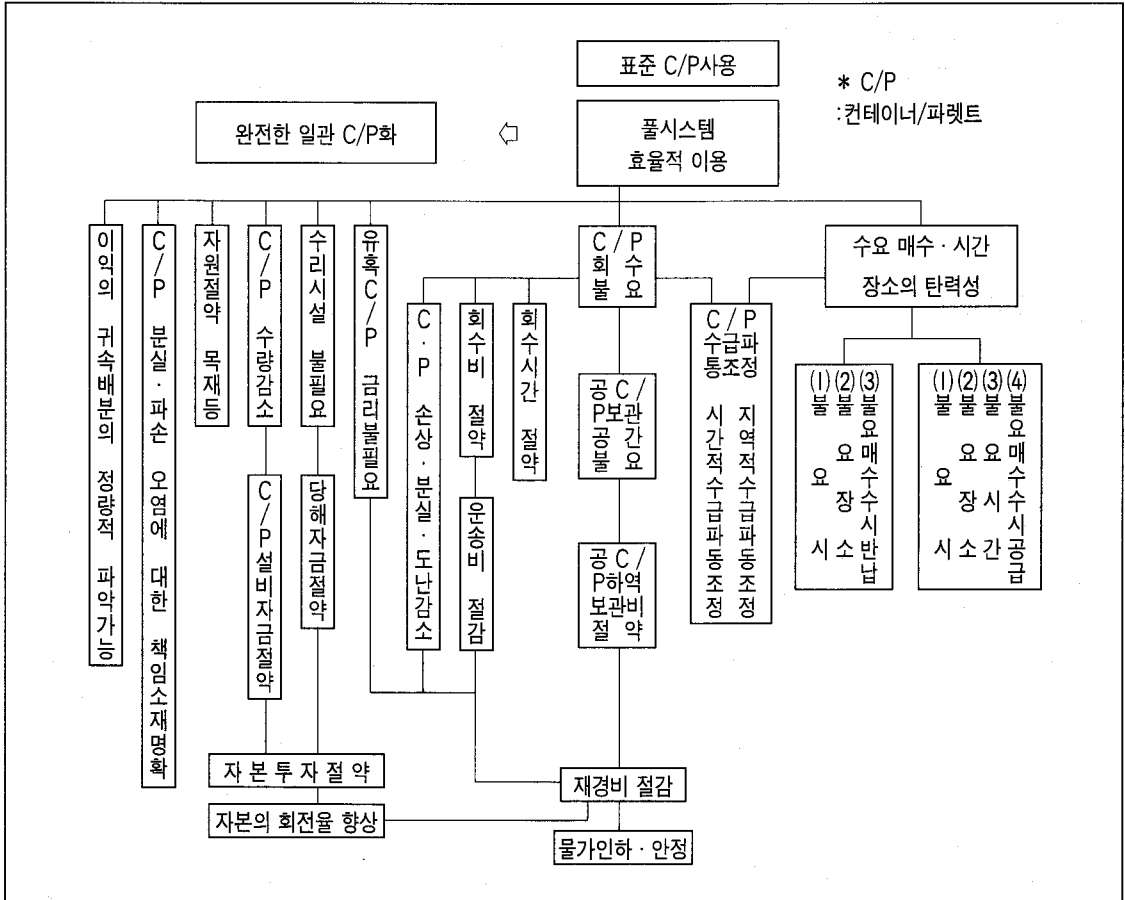 표준 C/P사용
* C/P
:컨테이너/파렛트
완전한 일관 C/P화
풀시스템
효율적 이용
이익의 귀속배분의 정량적 파악가능
C/P 분실·파손 오염에 대한 책임소재명확
자원절약 목재등
C/P 수량감소
수리시설 불필요
유혹C/P 금리불필요
C/P 회수 불요
수요 매수·시간
장소의 탄력성
C·P 손상·분실·도난감소
회수비 절약
회수시간 절약
C/P 수급파통조정
시간적수급파동조정
지역적수급파동조정
공 C/
P보관
공 간
불 요
(1) 불요시
(2) 불요장소
(3) 불요매수수시반납
(1) 불요시
(2) 불요장소
(3) 불요시간
(4) 불요매수수시공급
C/P설비자금절약
당해자금절약
운송비 절감
공 C/
P하역
보관비
절 약
자본투자절약
재경비 절감
자본의 회전율 향상
물가인하·안정